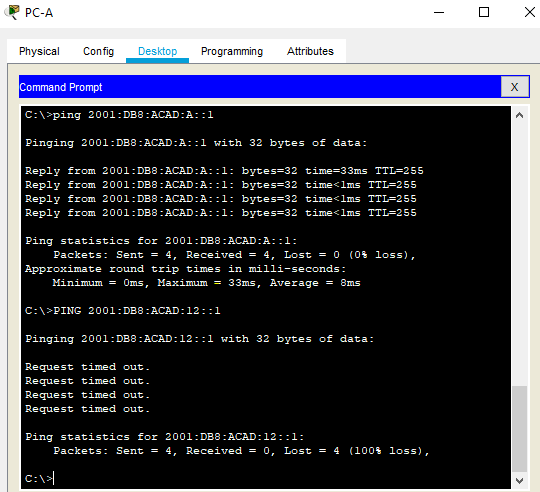 PC-A
Physical Config Desktop Programming Attributes
Command Prompt X
C:\>ping 2001:DB8:ACAD:A::1
Pinging 2001:DB8:ACAD:A::1 with 32 bytes of data:
Reply from 2001:DB8:ACAD:A::1: bytes=32 time=33ms TTL=255
Reply from 2001:DB8:ACAD:A::1: bytes=32 time<1ms TTL=255
Reply from 2001:DB8:ACAD:A::1: bytes=32 time<1ms TTL=255
Reply from 2001:DB8:ACAD:A::1: bytes=32 time<1ms TTL=255
Ping statistics for 2001:DB8:ACAD:A::1:
Packets: Sent = 4, Received = 4, Lost = 0 (0% loss),
Approximate round trip times in milli-seconds:
Minimum = 0ms, Maximum = 33ms, Average = 8ms
C:\>PING 2001:DB8:ACAD:12::1
Pinging 2001:DB8:ACAD:12::1 with 32 bytes of data:
Request timed out.
Request timed out.
Request timed out.
Request timed out.
Ping statistics for 2001:DB8:ACAD:12::1:
Packets: Sent = 4, Received = 0, Lost = 4 (100% loss),
C:\>